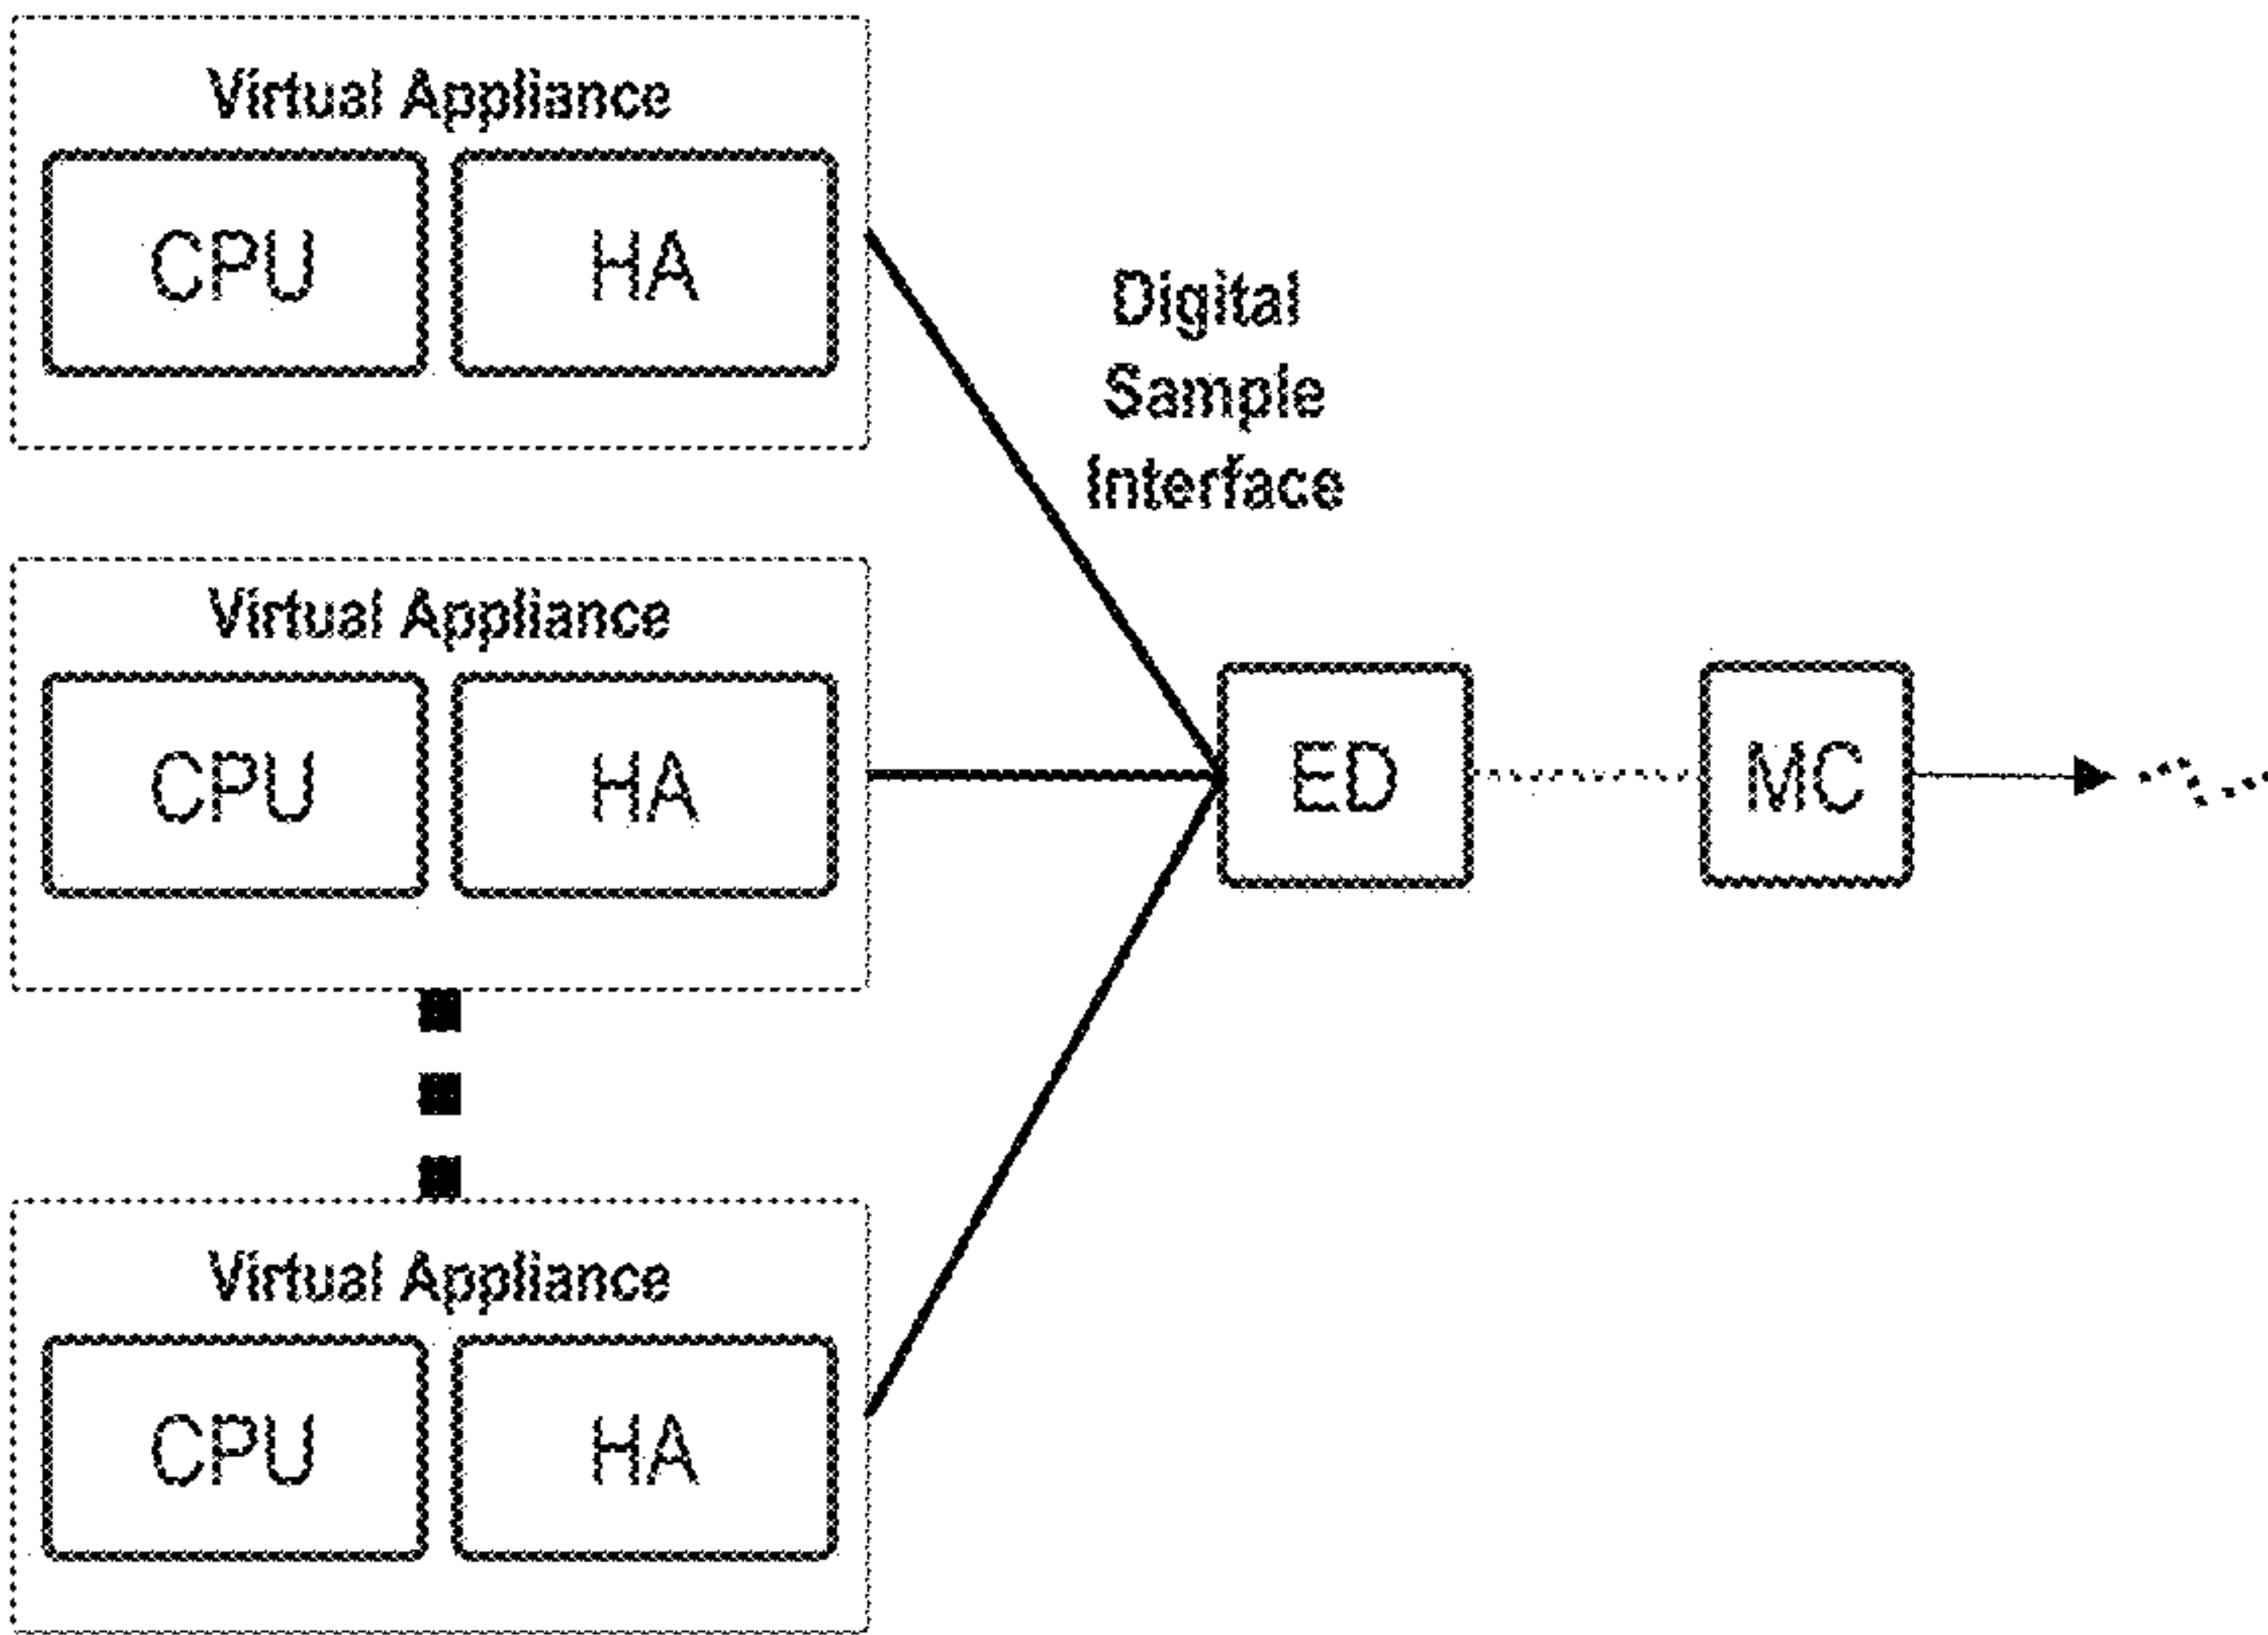 Virtual Appliance
CPU HA
Digital
Sample
Interface
Virtual Appliance
CPU HA
ED MC
Virtual Appliance
CPU HA